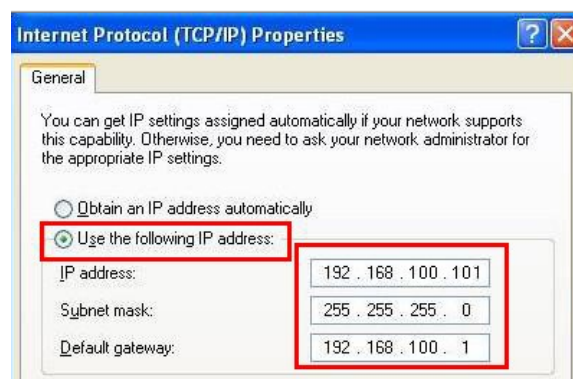 Internet Protocol (TCP/IP) Properties
General
You can get IP settings assigned automatically if your network supports
this capability. Otherwise, you need to ask your network administrator for
the appropriate IP settings.
Obtain an IP address automatically
Use the following IP address:
IP address: 192 . 168 . 100 . 101
Subnet mask: 255 . 255 . 255 . 0
Default gateway: 192 . 168 . 100 . 1